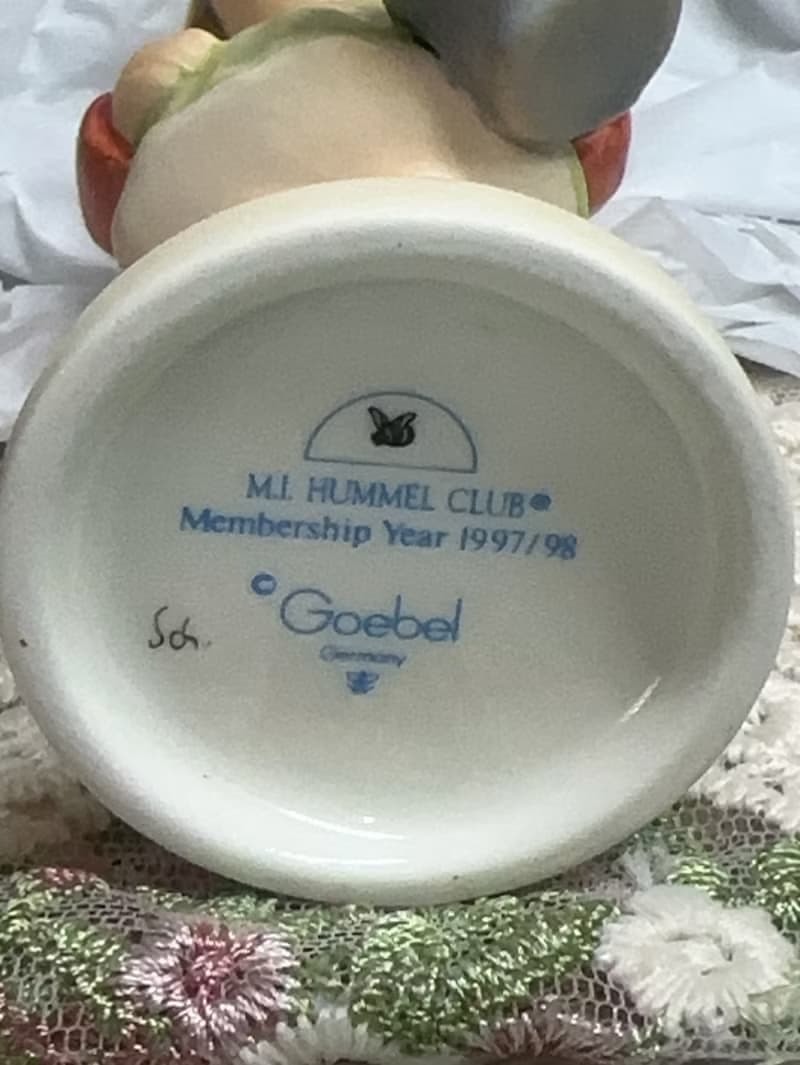 M.I. HUMMEL CLUB®
Membership Year 1997/98
© Goebel
Germany
Sch.